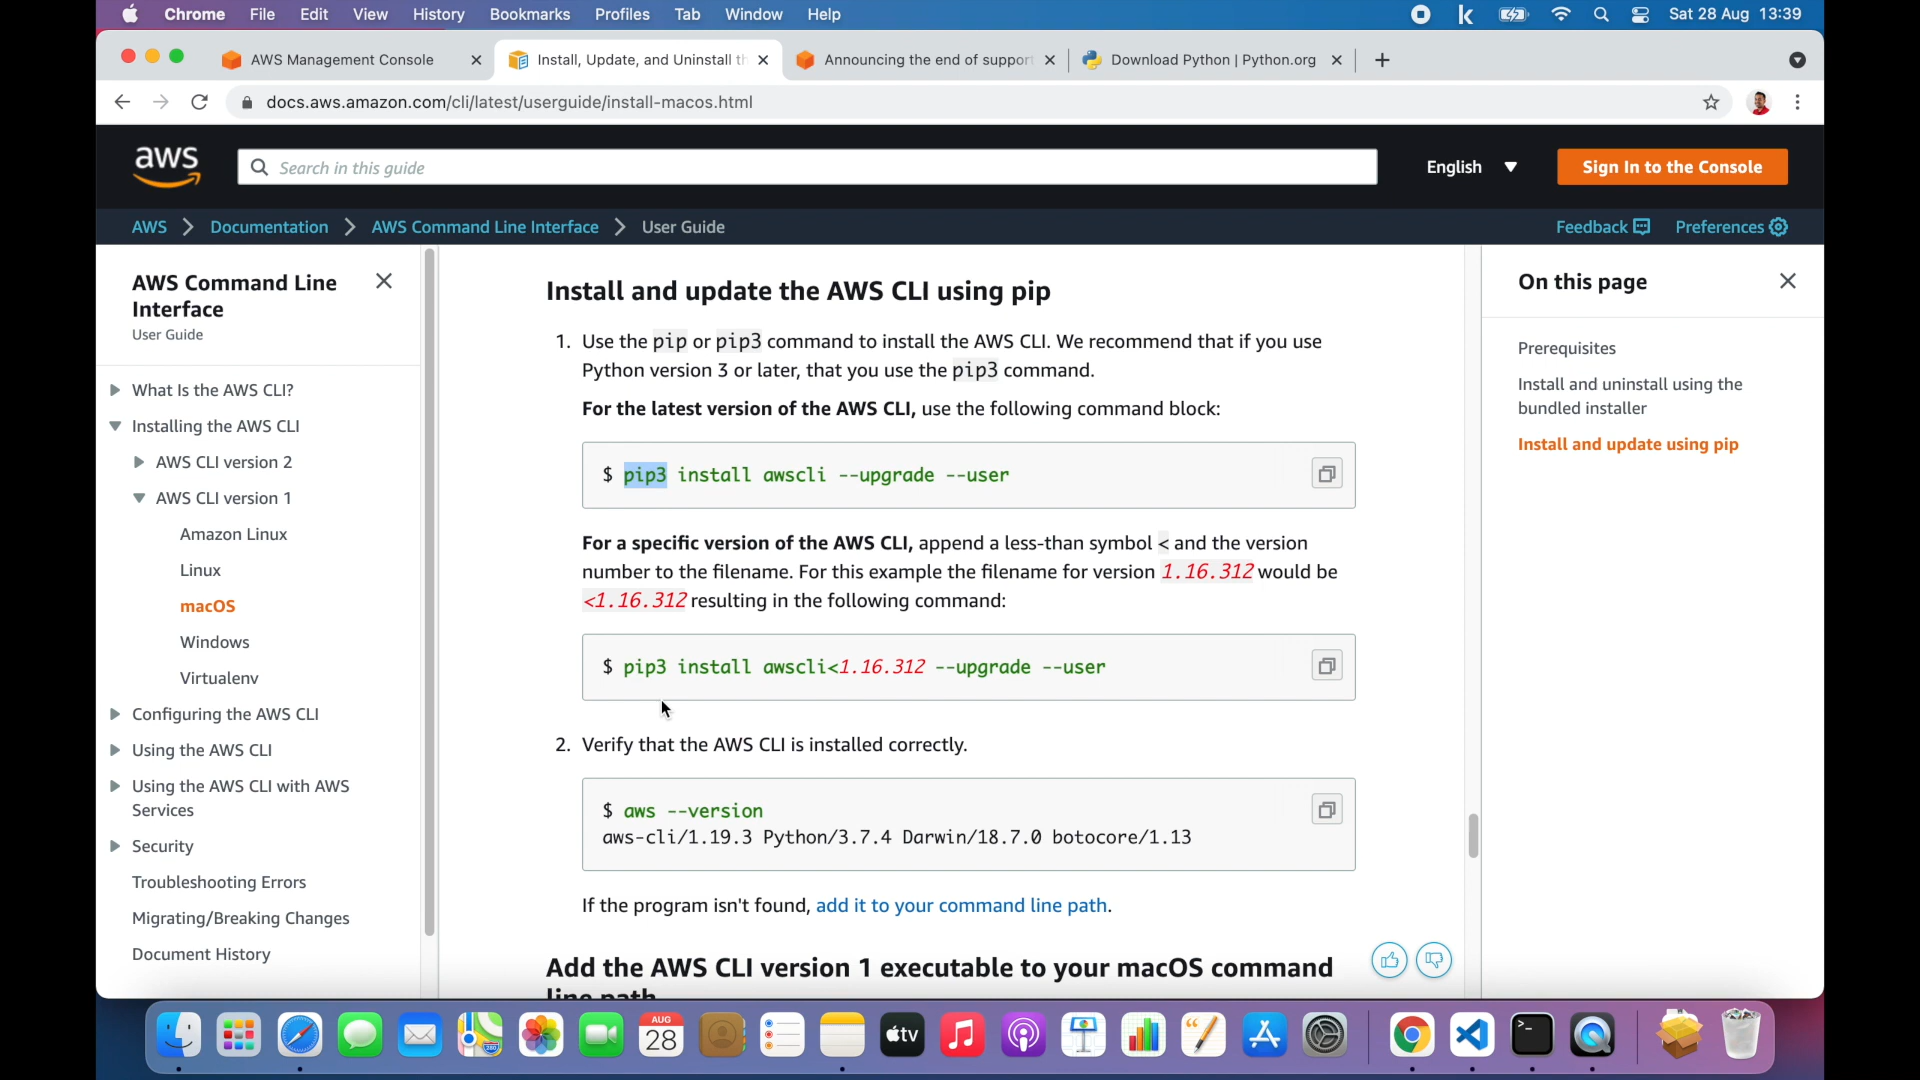 Chrome File Edit View History Bookmarks Profiles Tab Window Help Sat 28 Aug 13:39
AWS Management Console
Install, Update, and Uninstall th
Announcing the end of support
Download Python | Python.org
docs.aws.amazon.com/cli/latest/userguide/install-macos.html
aws
Search in this guide
English
Sign In to the Console
AWS > Documentation > AWS Command Line Interface > User Guide
Feedback
Preferences
AWS Command Line
Interface
User Guide
What Is the AWS CLI?
Installing the AWS CLI
AWS CLI version 2
AWS CLI version 1
Amazon Linux
Linux
macOS
Windows
Virtualenv
Configuring the AWS CLI
Using the AWS CLI
Using the AWS CLI with AWS
Services
Security
Troubleshooting Errors
Migrating/Breaking Changes
Document History
Install and update the AWS CLI using pip
1. Use the pip or pip3 command to install the AWS CLI. We recommend that if you use
Python version 3 or later, that you use the pip3 command.
For the latest version of the AWS CLI, use the following command block:
$ pip3 install awscli --upgrade --user
For a specific version of the AWS CLI, append a less-than symbol < and the version
number to the filename. For this example the filename for version 1.16.312 would be
<1.16.312 resulting in the following command:
$ pip3 install awscli<1.16.312 --upgrade --user
2. Verify that the AWS CLI is installed correctly.
$ aws --version
aws-cli/1.19.3 Python/3.7.4 Darwin/18.7.0 botocore/1.13
If the program isn't found, add it to your command line path.
Add the AWS CLI version 1 executable to your macOS command
line path
On this page
Prerequisites
Install and uninstall using the
bundled installer
Install and update using pip
AUG
28
tv